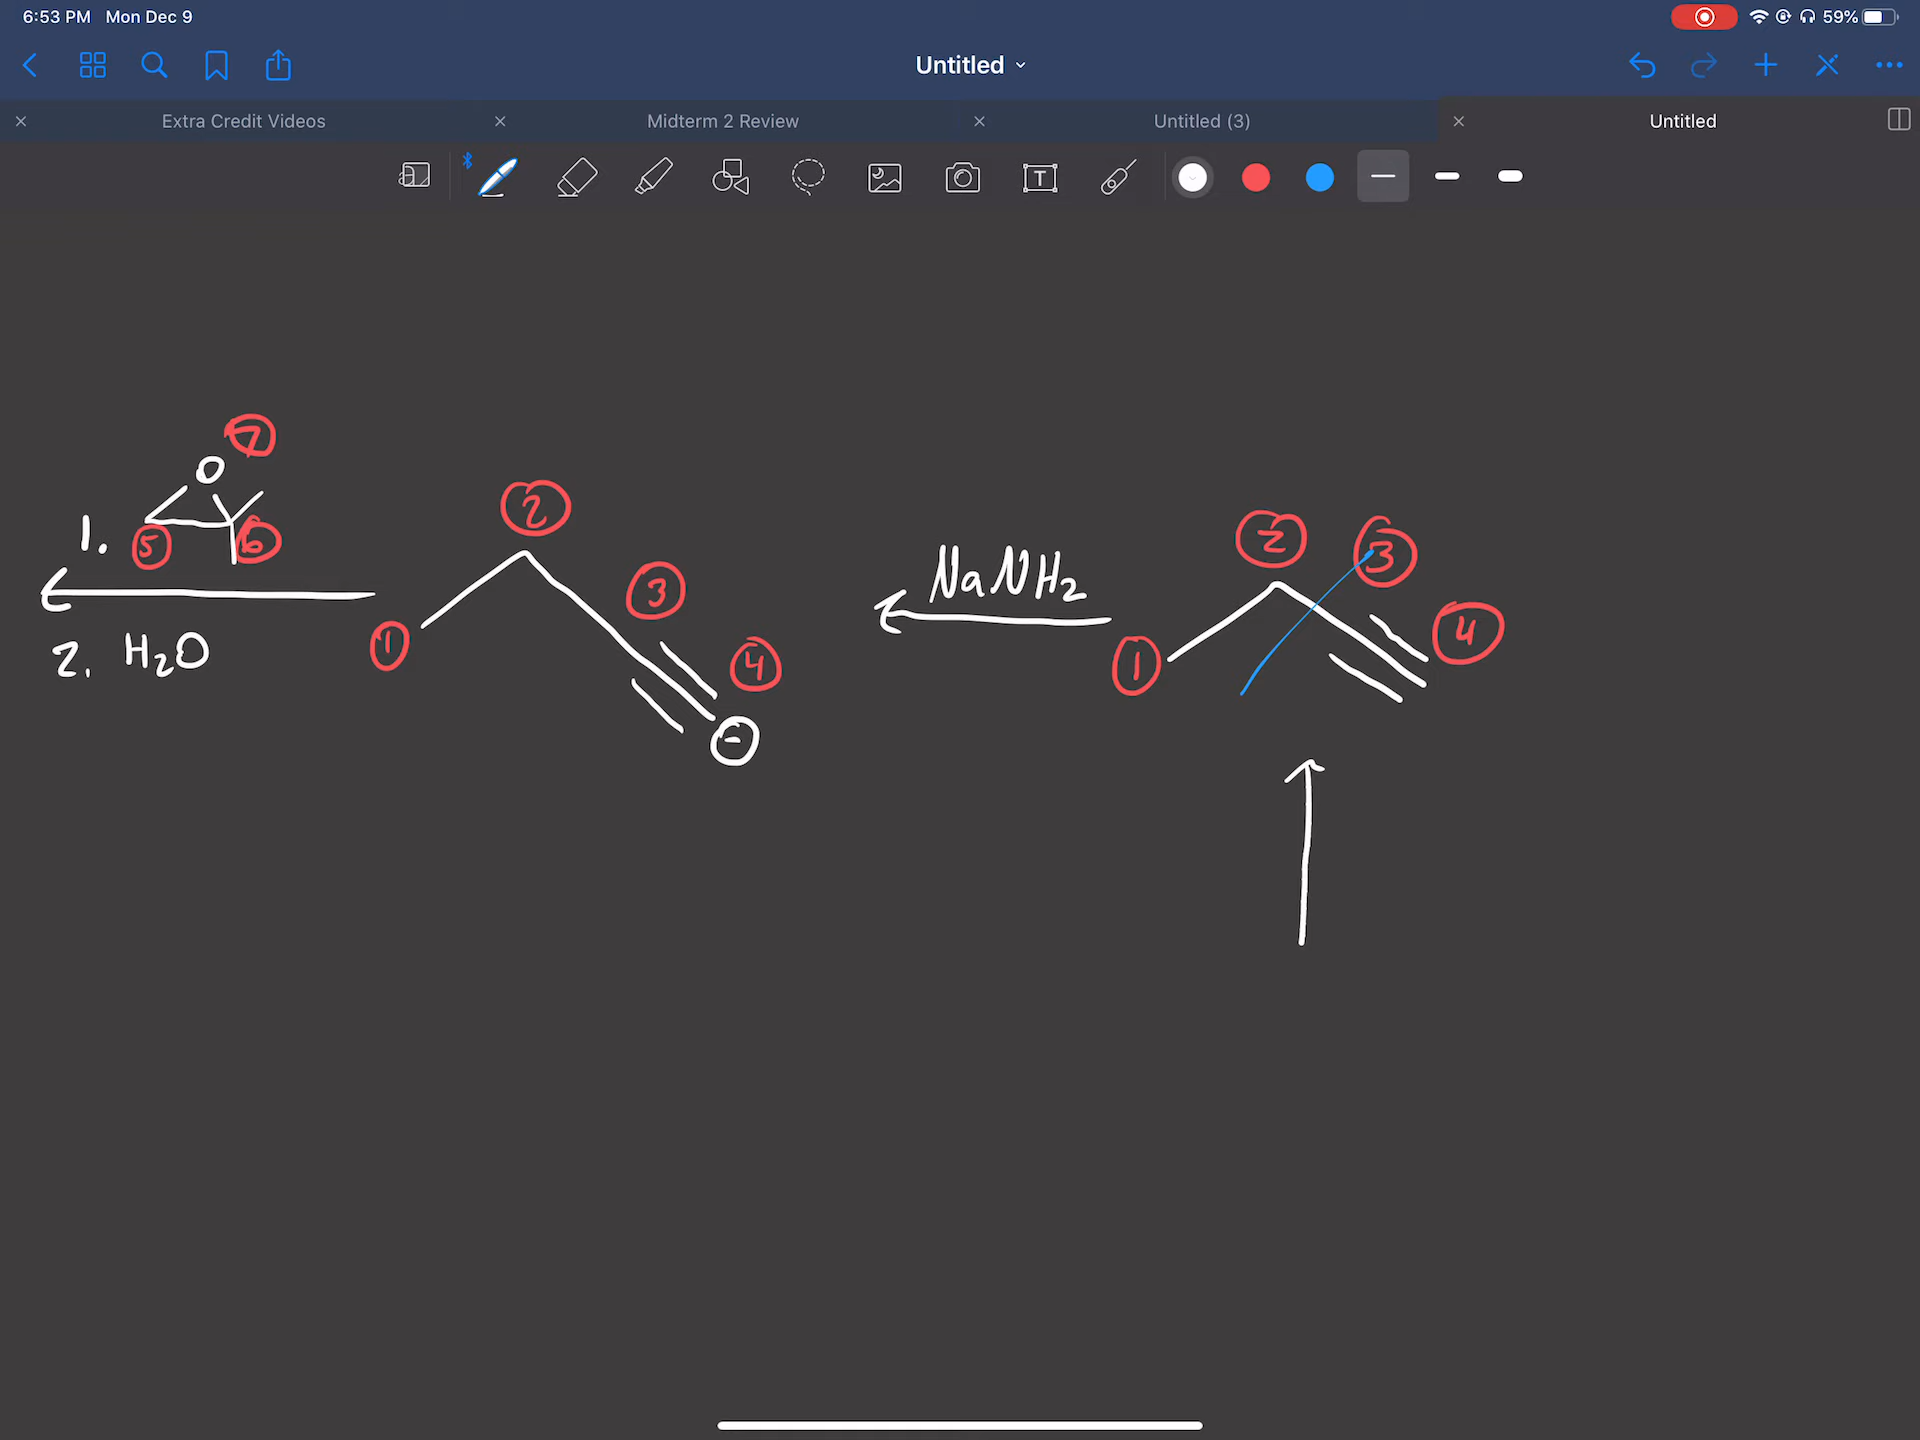 6:53 PM Mon Dec 9
59%
Untitled
Extra Credit Videos
Midterm 2 Review
Untitled (3)
Untitled
T
7
O
1.
5
6
2. H₂O
1
2
3
4
-
NaNH₂
1
2
3
4